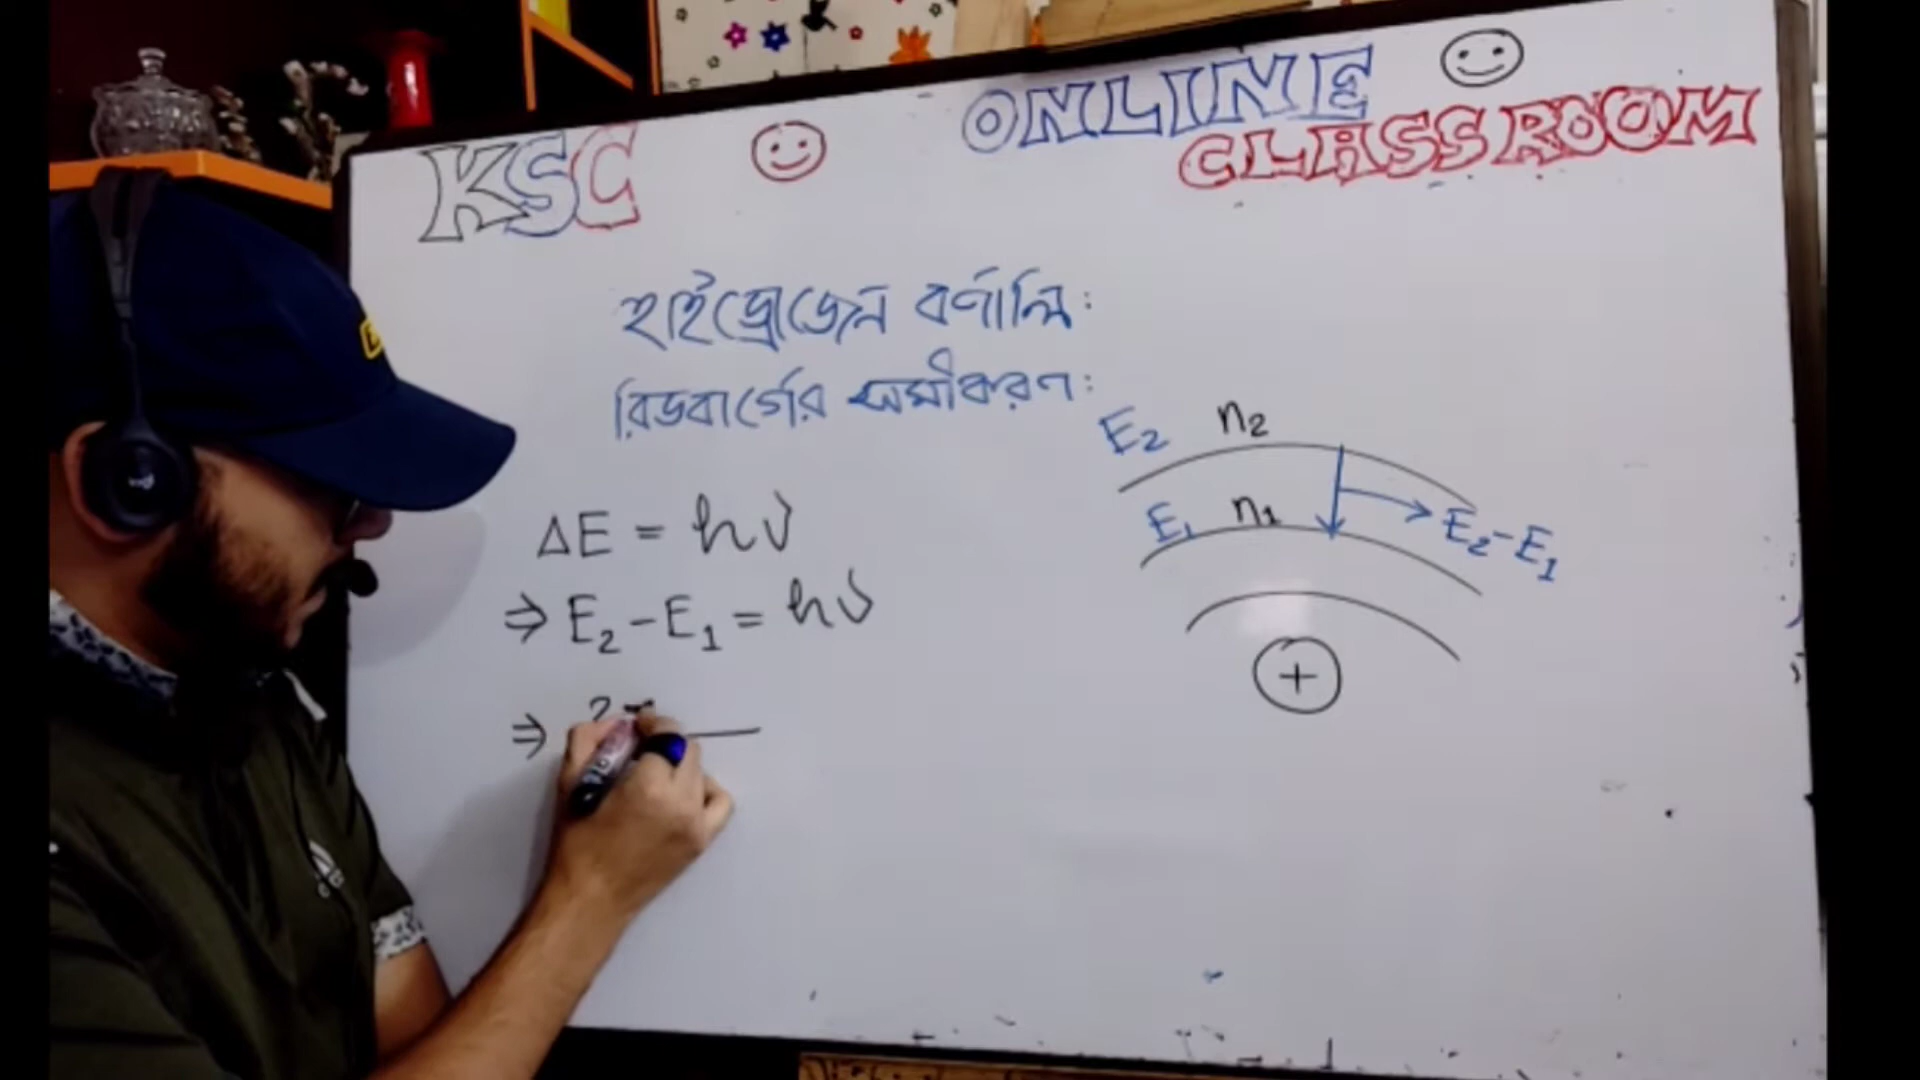 KSC ONLINE
CLASSROOM
হাইড্রোজেন বর্ণালি:
রিডবার্গের সমীকরণ:
E₂ n₂
E₁ n₁
E₂-E₁
+
ΔE = hν
⇒ E₂-E₁ = hν
⇒ 2π